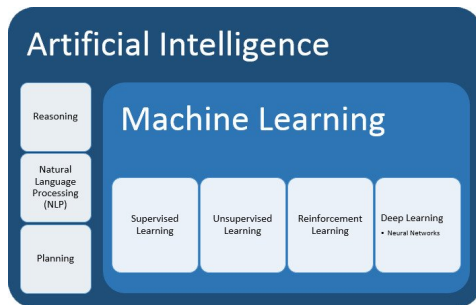 Artificial Intelligence
Reasoning
Natural
Language
Processing
(NLP)
Planning
Machine Learning
Supervised
Learning
Unsupervised
Learning
Reinforcement
Learning
Deep Learning
• Neural Networks